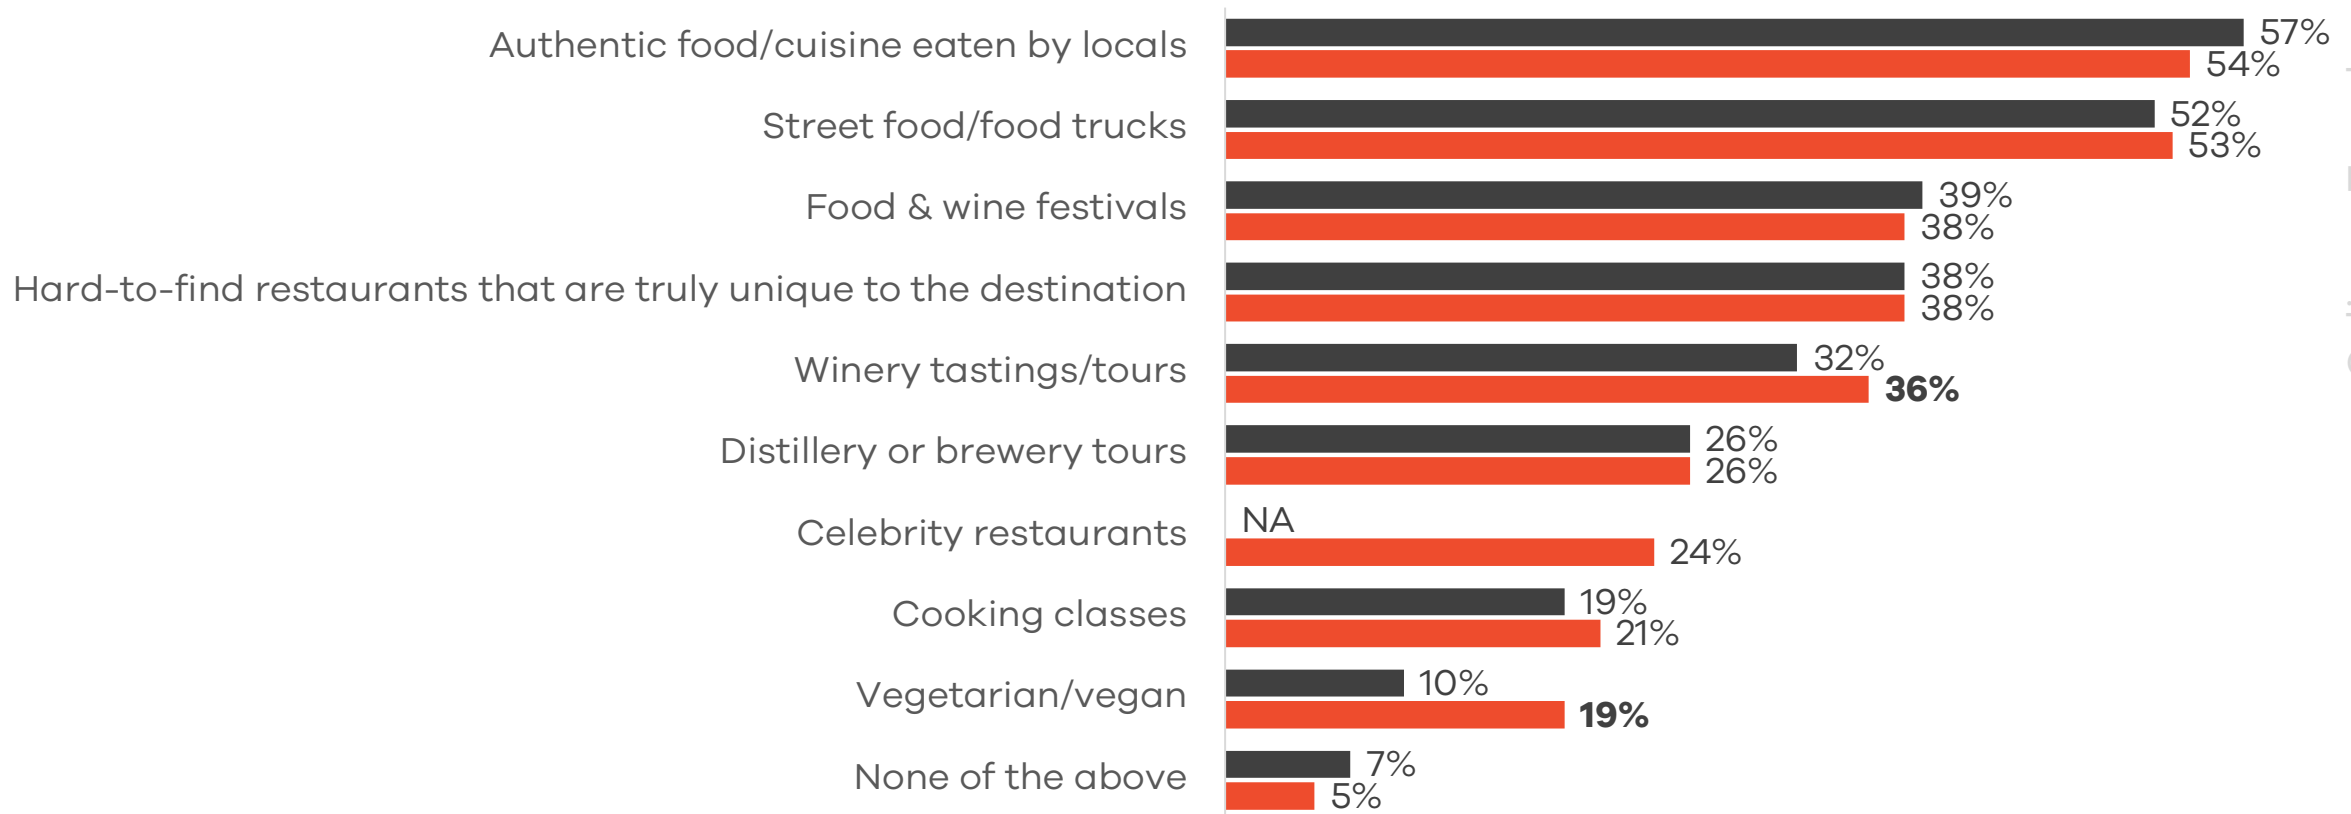 Authentic food/cuisine eaten by locals
57%
54%
Street food/food trucks
52%
53%
Food & wine festivals
39%
38%
Hard-to-find restaurants that are truly unique to the destination
38%
38%
Winery tastings/tours
32%
36%
Distillery or brewery tours
26%
26%
Celebrity restaurants
NA
24%
Cooking classes
19%
21%
Vegetarian/vegan
10%
19%
None of the above
7%
5%